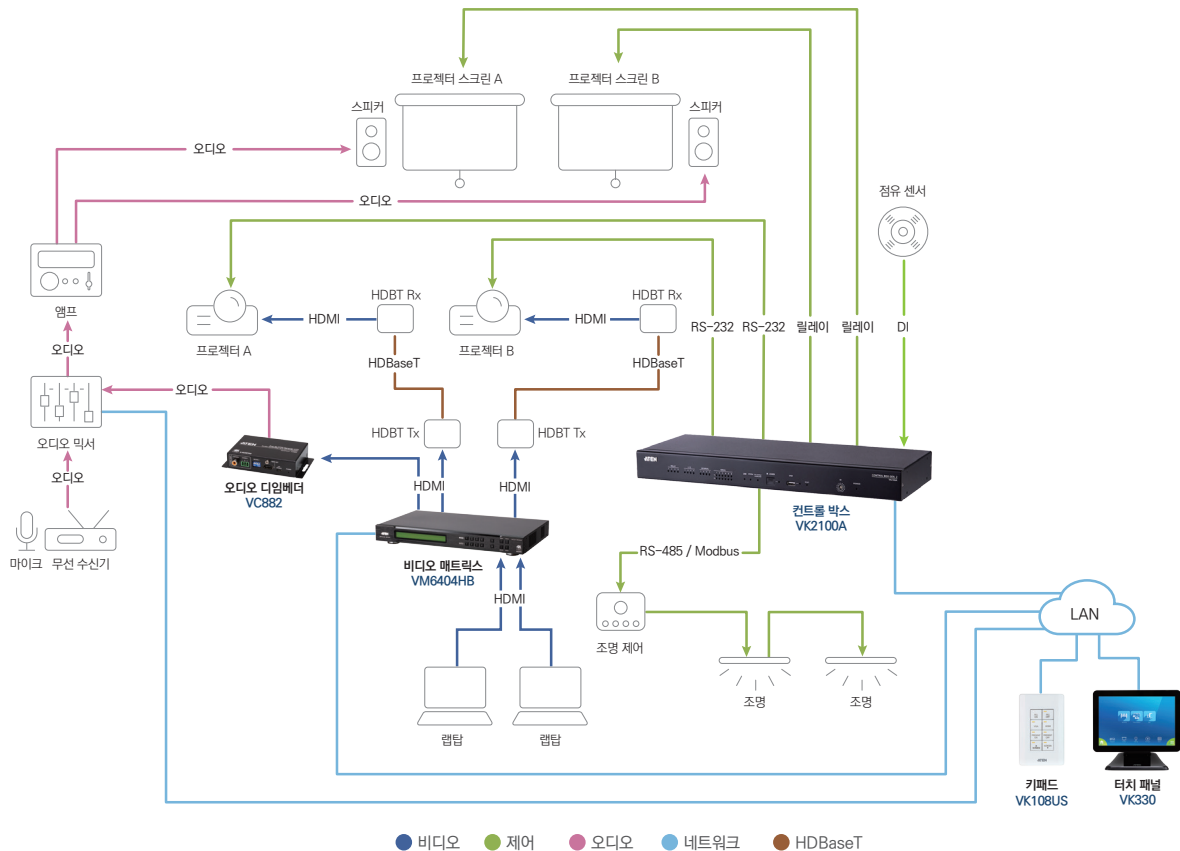 프로젝터 스크린 A
프로젝터 스크린 B
스피커
스피커
오디오
오디오
점유 센서
앰프
HDBT Rx
HDBT Rx
HDMI
HDMI
RS-232
RS-232
릴레이
릴레이
DI
프로젝터 A
프로젝터 B
오디오
HDBaseT
HDBaseT
오디오
오디오 믹서
HDBT Tx
HDBT Tx
오디오
ATEN
오디오 디임베더
VC882
HDMI
HDMI
ATEN
컨트롤 박스
VK2100A
마이크
무선 수신기
비디오 매트릭스
VM6404HB
RS-485 / Modbus
HDMI
LAN
조명 제어
조명
조명
랩탑
랩탑
ATEN
키패드
VK108US
터치 패널
VK330
비디오
제어
오디오
네트워크
HDBaseT